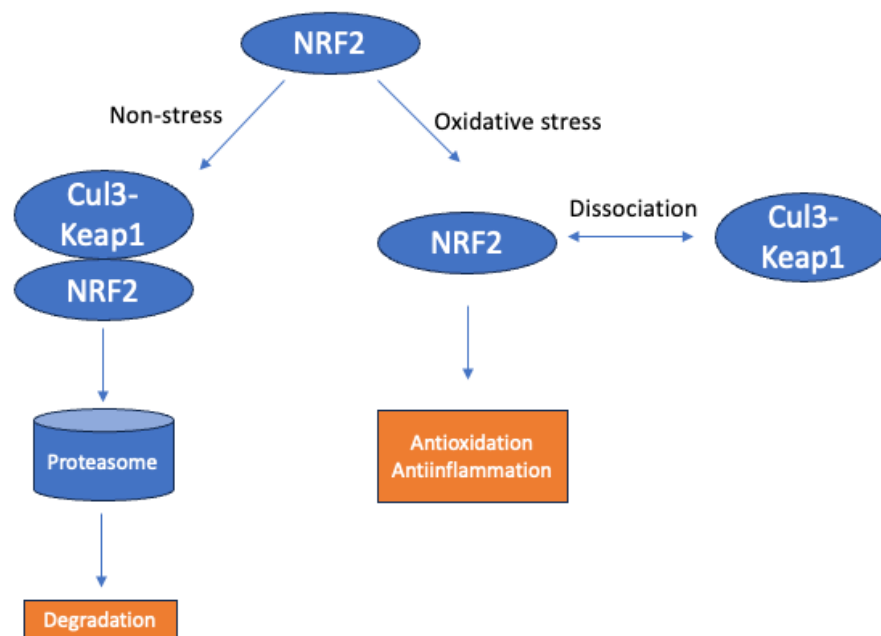 NRF2
Non-stress
Oxidative stress
Cul3-
Keap1
NRF2
Proteasome
Degradation
NRF2
Dissociation
Cul3-
Keap1
Antioxidation
Antiinflammation